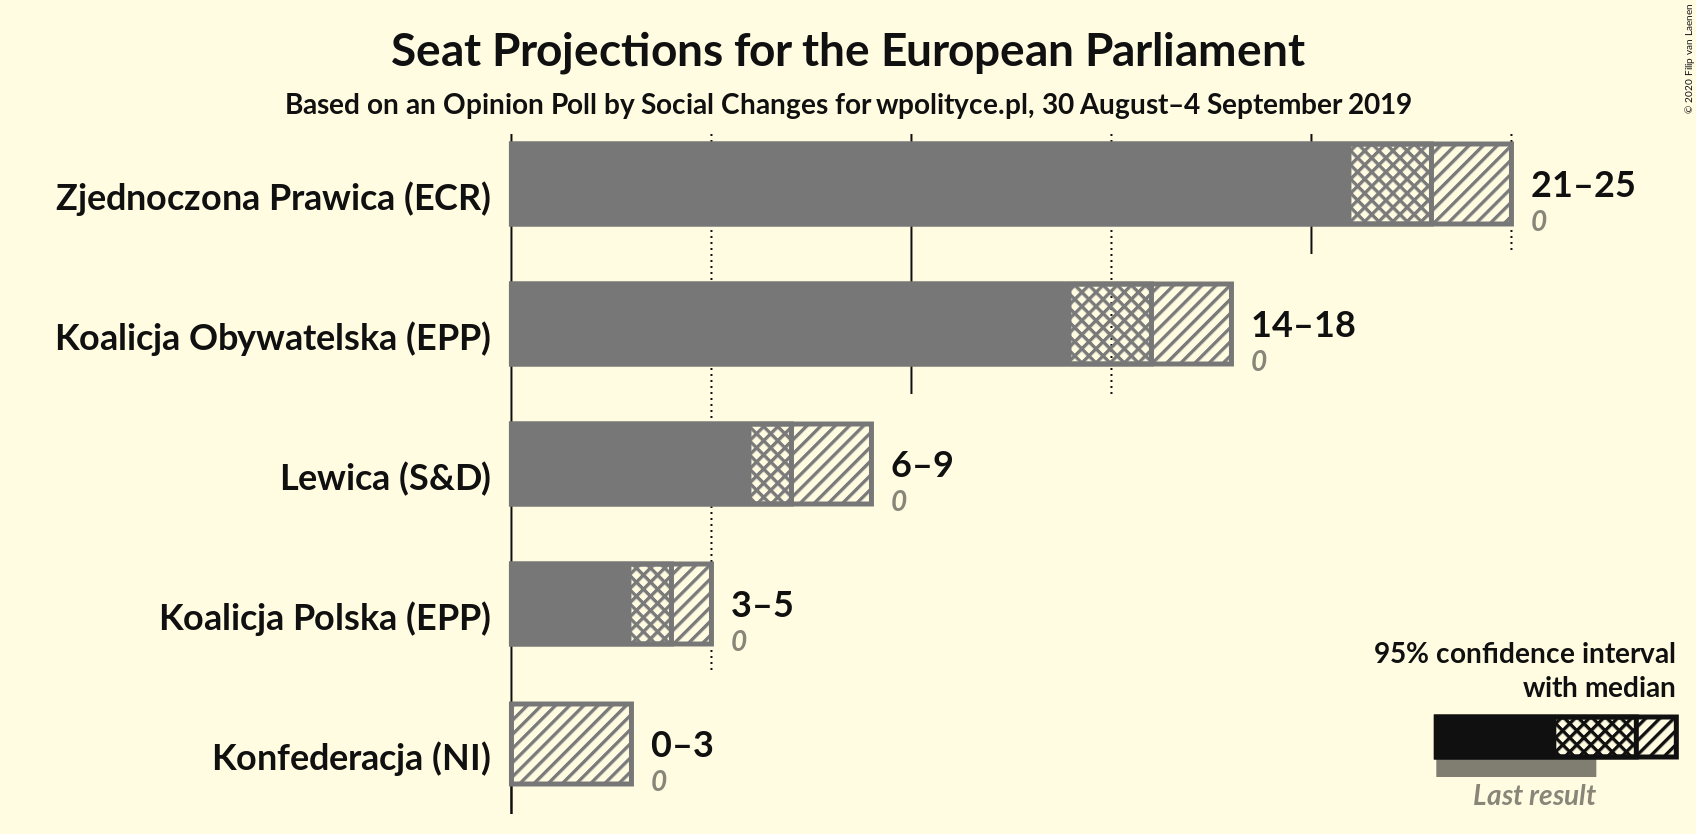 Seat Projections for the European Parliament
Based on an Opinion Poll by Social Changes for wpolityce.pl, 30 August–4 September 2019
© 2020 Filip van Laenen
Zjednoczona Prawica (ECR)
21–25
0
Koalicja Obywatelska (EPP)
14–18
0
Lewica (S&D)
6–9
0
Koalicja Polska (EPP)
3–5
0
Konfederacja (NI)
0–3
0
95% confidence interval
with median
Last result